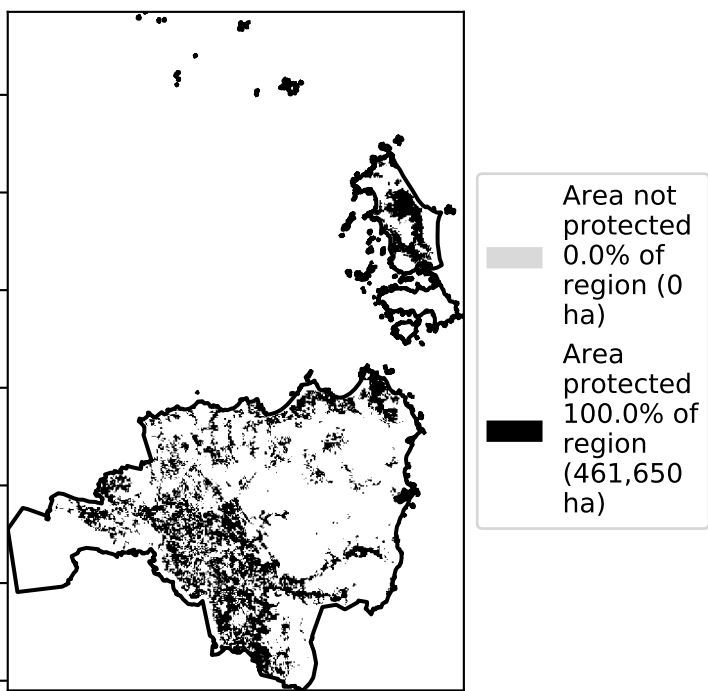 Area not
protected
0.0% of
region (0
ha)
Area
protected
100.0% of
region
(461,650
ha)